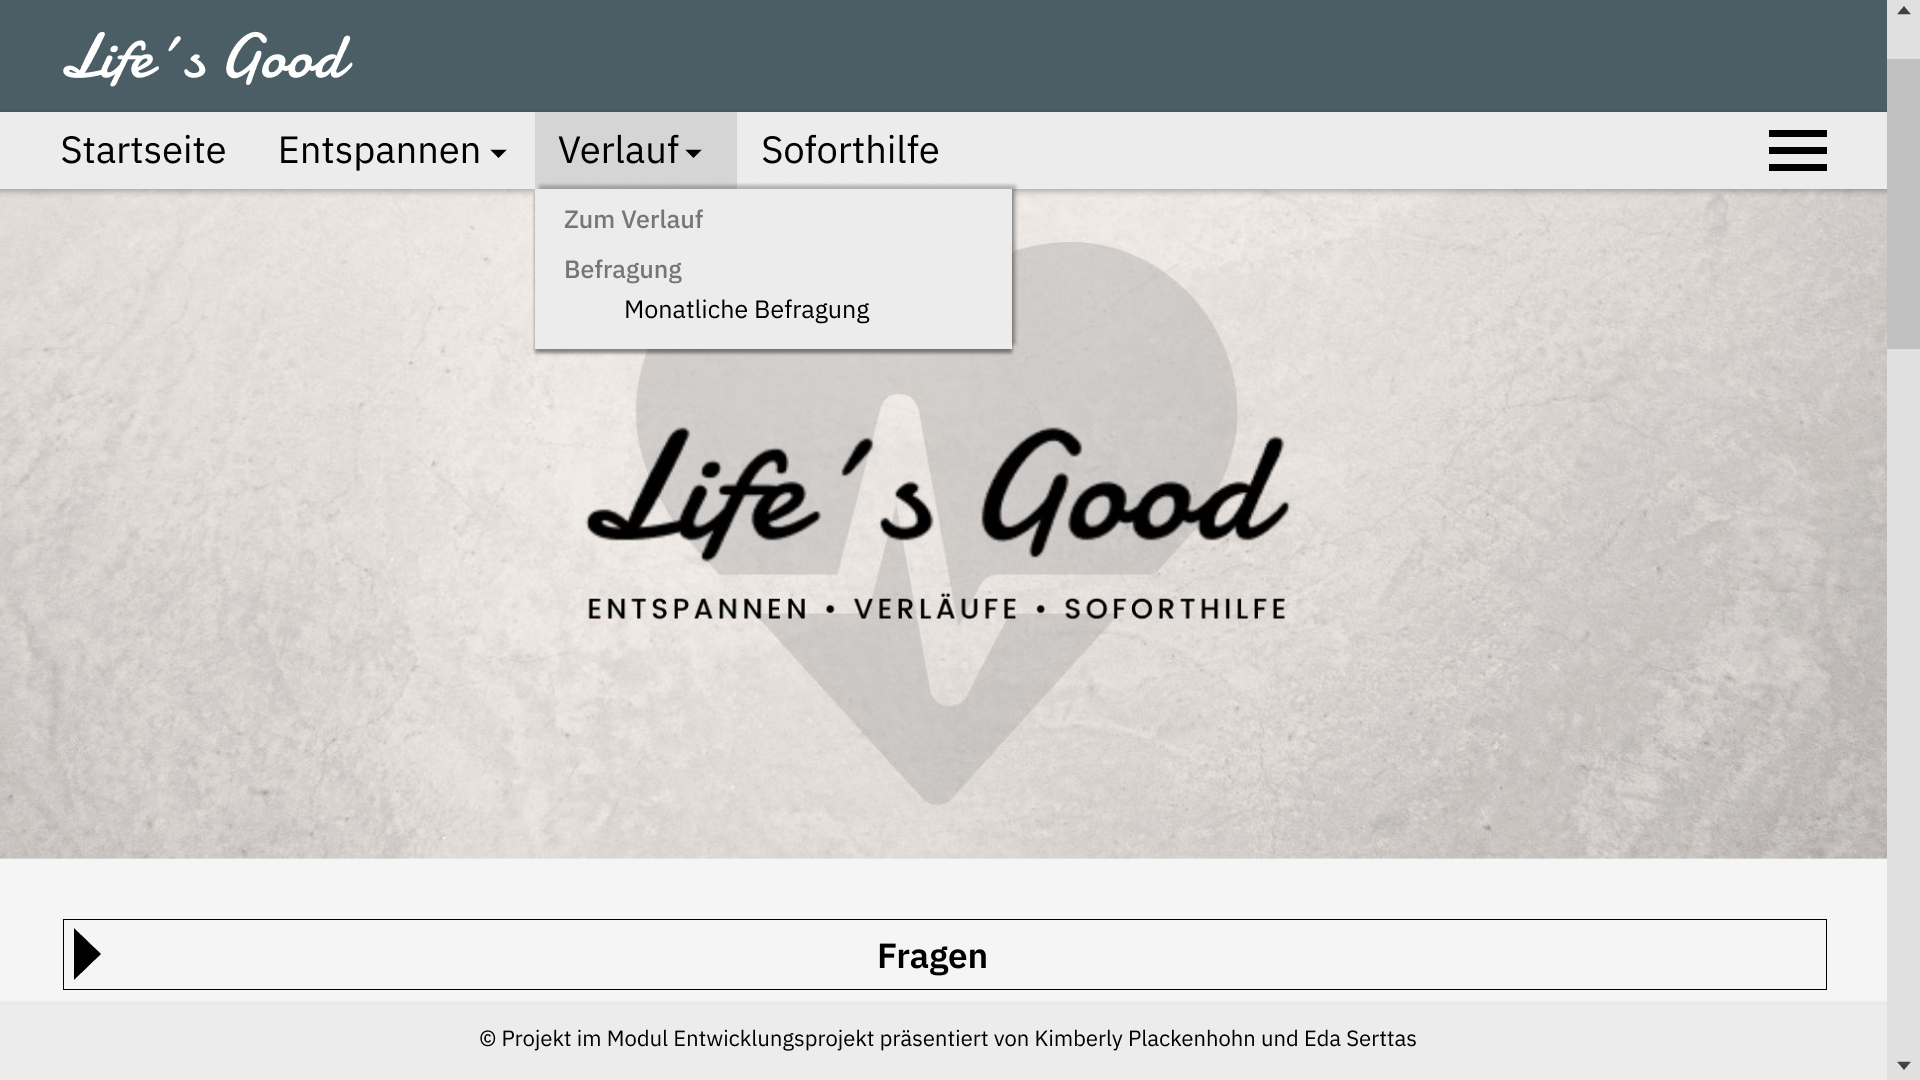 Life´s Good
Startseite Entspannen Verlauf Soforthilfe
Zum Verlauf
Befragung
Monatliche Befragung
Life´s Good
ENTSPANNEN • VERLÄUFE • SOFORTHILFE
Fragen
© Projekt im Modul Entwicklungsprojekt präsentiert von Kimberly Plackenhohn und Eda Serttas